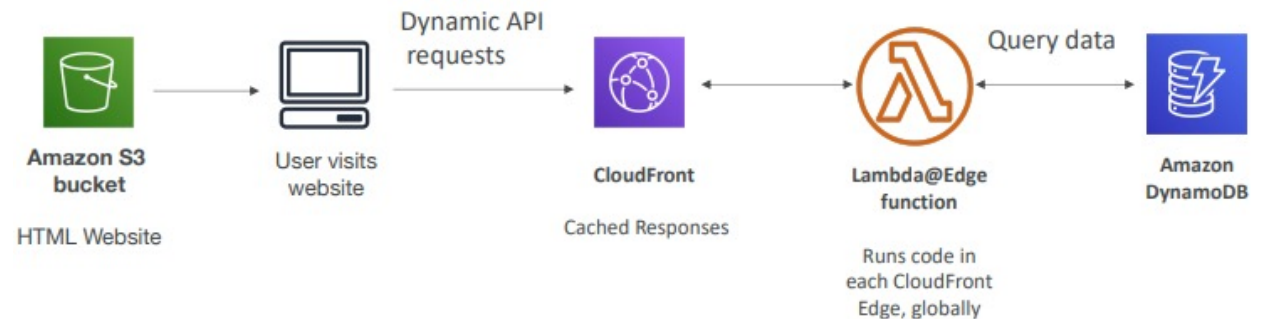 Dynamic API
requests
Query data
Amazon S3
bucket
HTML Website
User visits
website
CloudFront
Cached Responses
Lambda@Edge
function
Runs code in
each CloudFront
Edge, globally
Amazon
DynamoDB